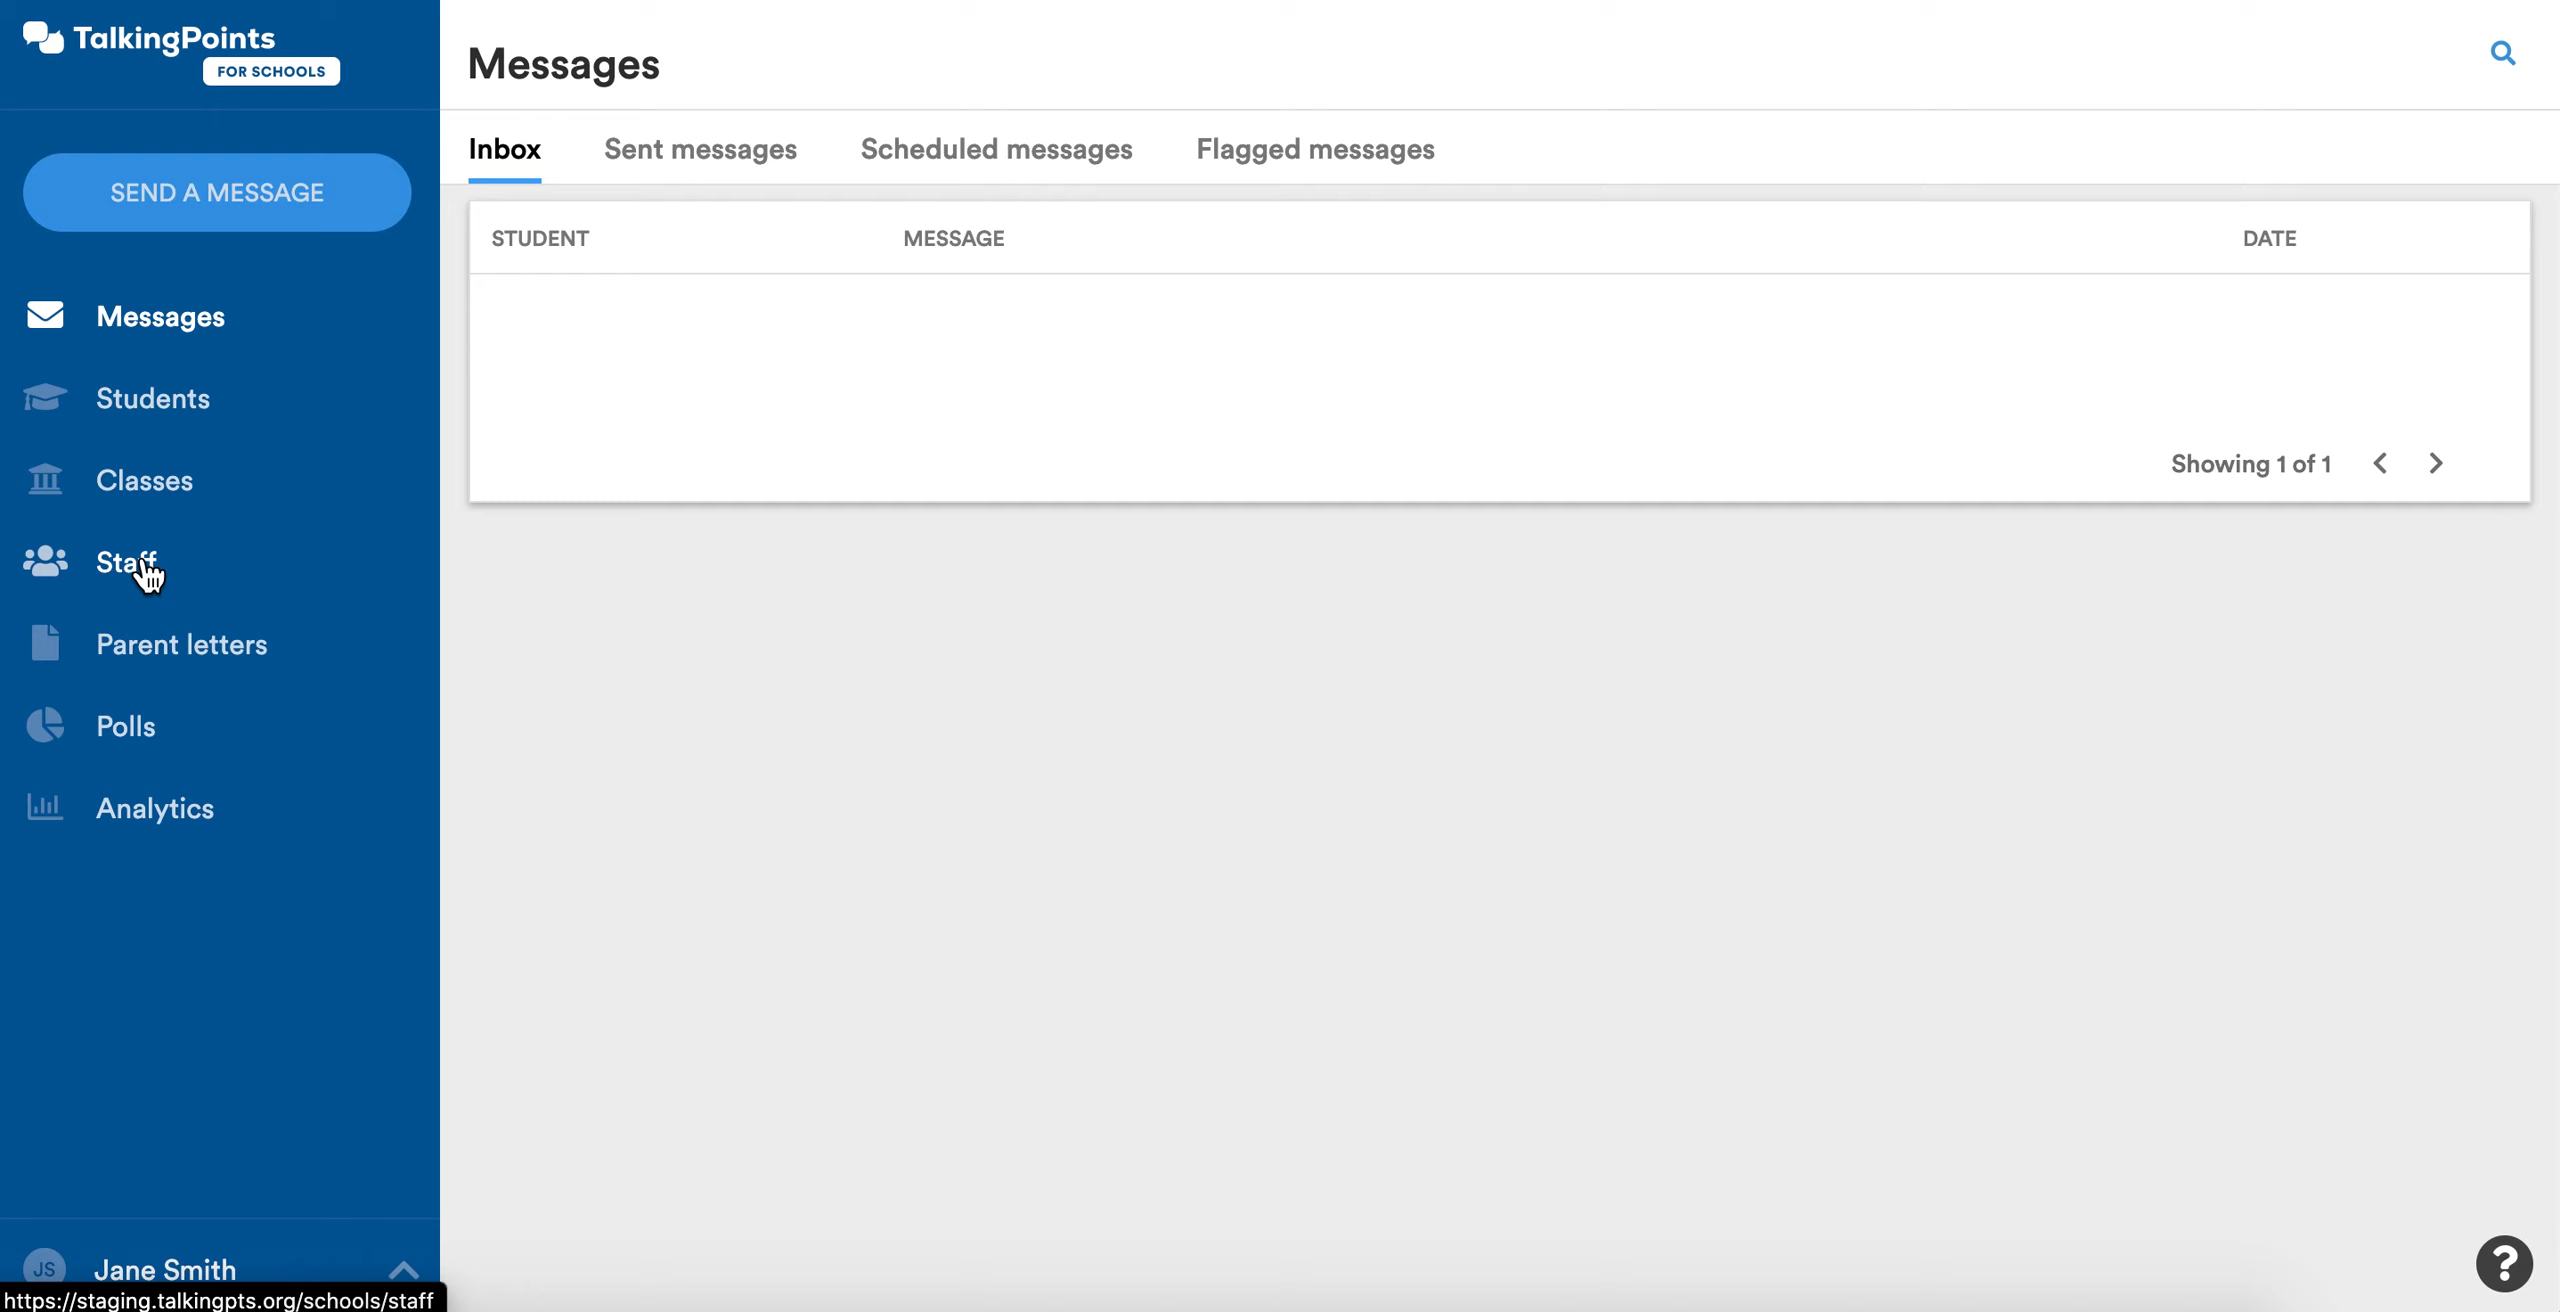 TalkingPoints
FOR SCHOOLS
SEND A MESSAGE
Messages
Students
Classes
Staff
Parent letters
Polls
Analytics
JS Jane Smith
https://staging.talkingpts.org/schools/staff
Messages
Inbox Sent messages Scheduled messages Flagged messages
STUDENT MESSAGE DATE
Showing 1 of 1
?